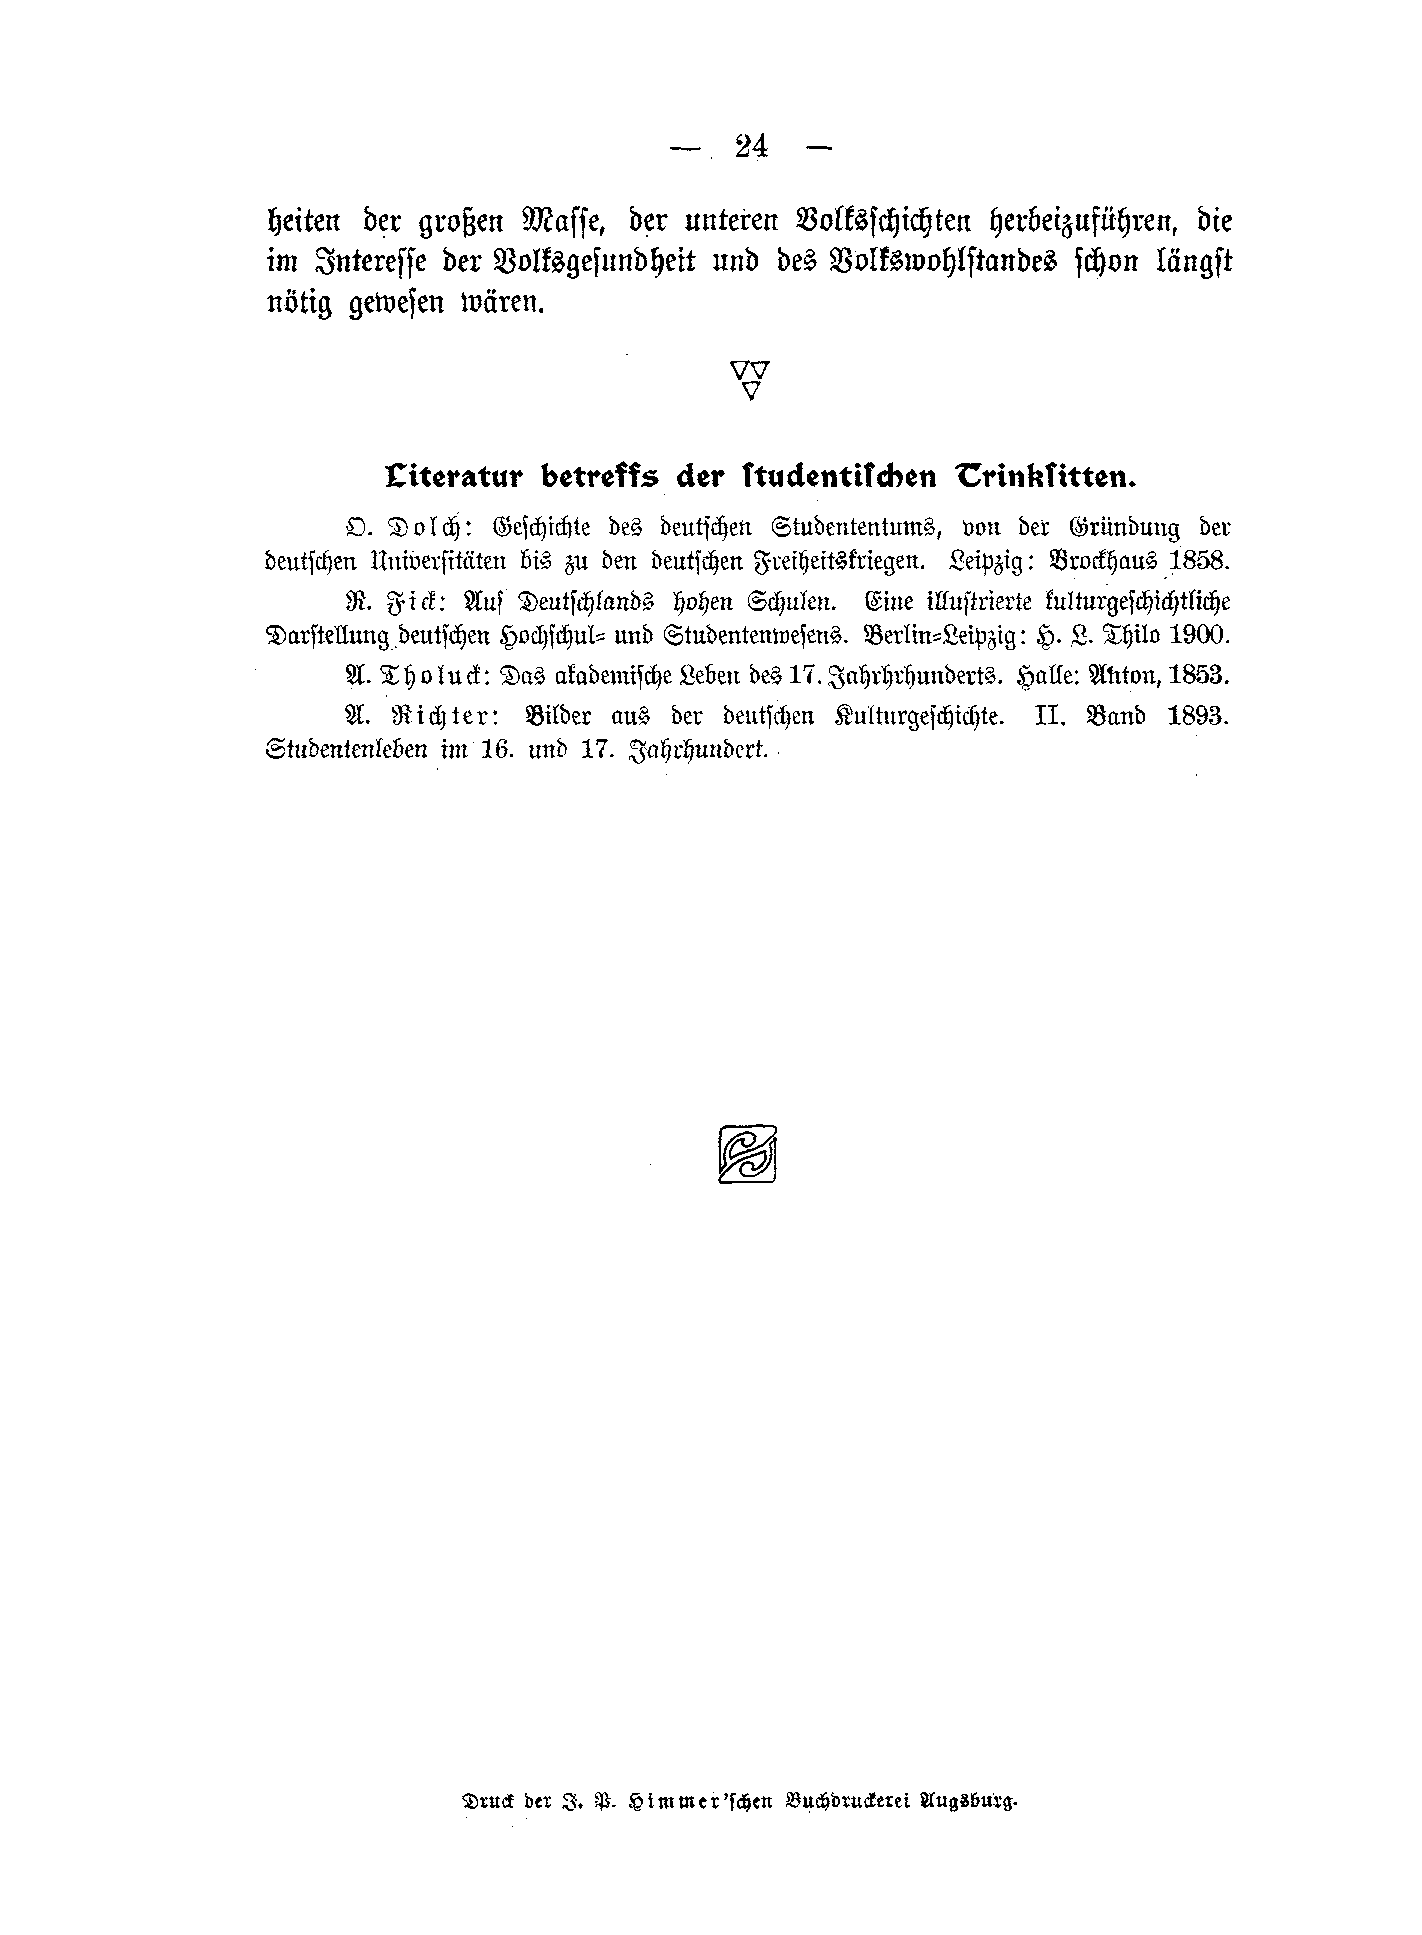 — 24 —
heiten der großen Maſſe, der unteren Volksſchichten herbeizuführen, die
im Intereſſe der Volksgeſundheit und des Volkswohlſtandes ſchon längſt
nötig geweſen wären.
Literatur betreffs der ſtudentiſchen Trinkſitten.
O. Dolch: Geſchichte des deutſchen Studententums, von der Gründung der
deutſchen Univerſitäten bis zu den deutſchen Freiheitskriegen. Leipzig: Brockhaus 1858.
R. Fick: Auf Deutſchlands hohen Schulen. Eine illuſtrierte kulturgeſchichtliche
Darſtellung deutſchen Hochſchul- und Studentenweſens. Berlin-Leipzig: H. L. Thilo 1900.
A. Tholuck: Das akademiſche Leben des 17. Jahrhrhunderts. Halle: Anton, 1853.
A. Richter: Bilder aus der deutſchen Kulturgeſchichte. II. Band 1893.
Studentenleben im 16. und 17. Jahrhundert.
Druck der J. P. Himmer'ſchen Buchdruckerei Augsburg.